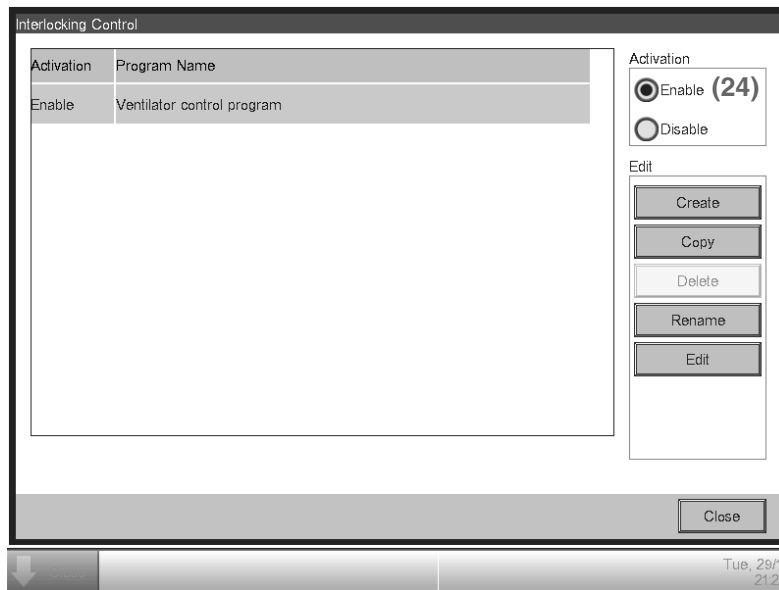 Interlocking Control
Activation Program Name
Enable Ventilator control program
Activation
Enable (24)
Disable
Edit
Create
Copy
Delete
Rename
Edit
Close
Tue, 29/1
21:2